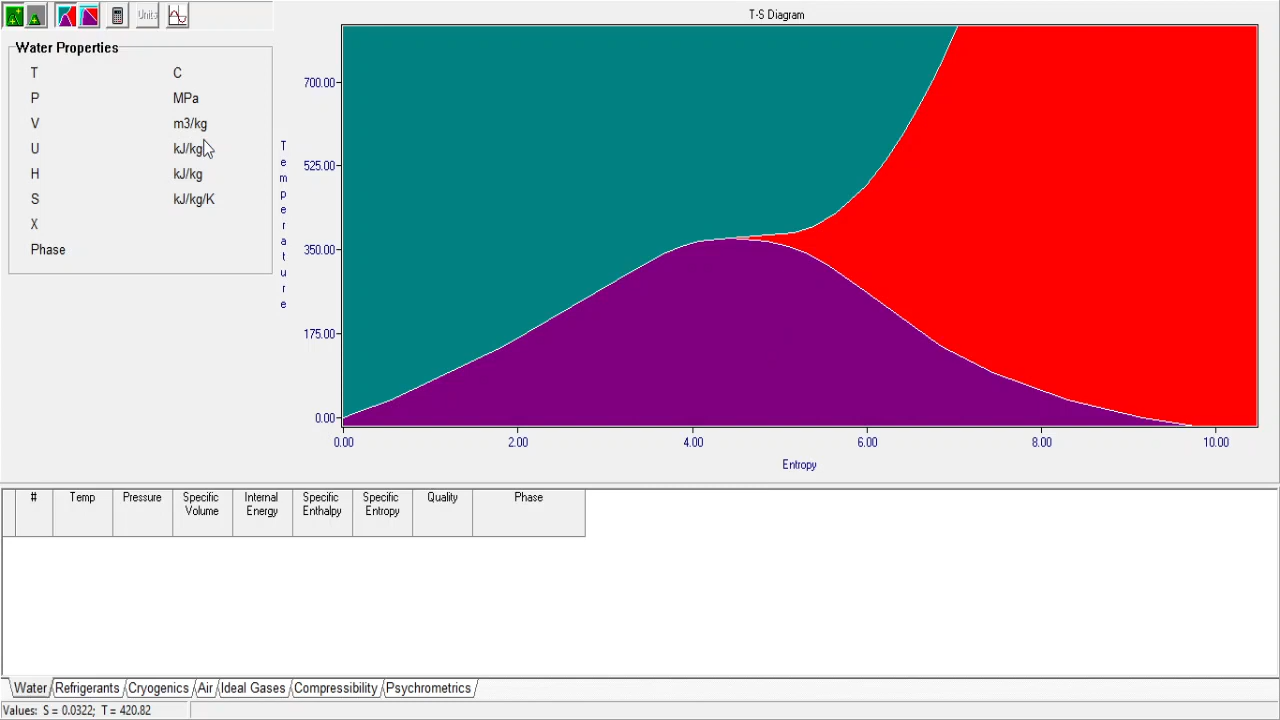 Units
T-S Diagram
Water Properties
T C
P MPa
V m3/kg
U kJ/kg
H kJ/kg
S kJ/kg/K
X
Phase
Temperature
700.00
525.00
350.00
175.00
0.00
0.00 2.00 4.00 6.00 8.00 10.00
Entropy
# Temp Pressure Specific Volume Internal Energy Specific Enthalpy Specific Entropy Quality Phase
Water Refrigerants Cryogenics Air Ideal Gases Compressibility Psychrometrics
Values: S = 0.0322; T = 420.82